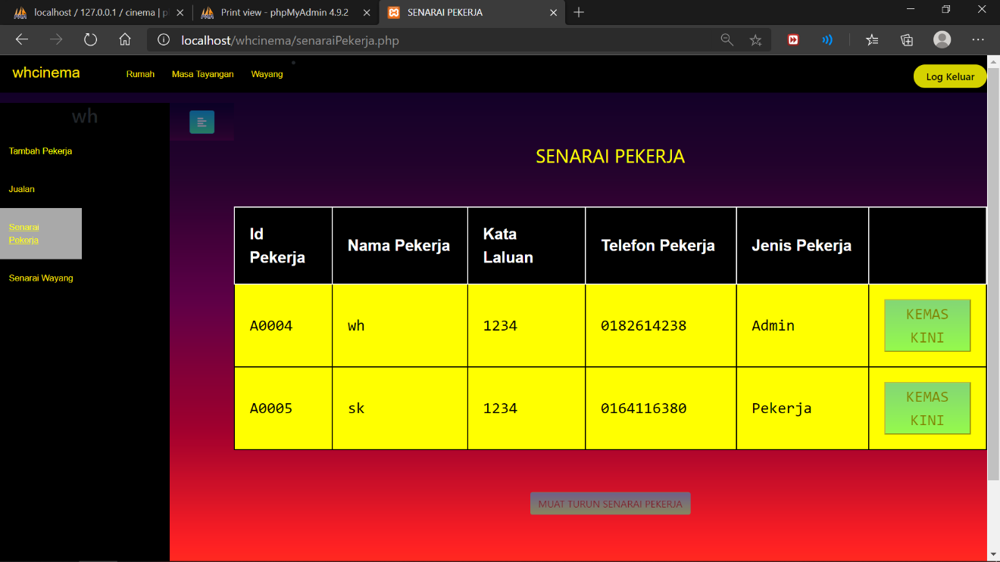 localhost / 127.0.0.1 / cinema | p
Print view - phpMyAdmin 4.9.2
SENARAI PEKERJA
localhost/whcinema/senaraiPekerja.php
whcinema
Rumah
Masa Tayangan
Wayang
Log Keluar
wh
Tambah Pekerja
Jualan
Senarai
Pekerja
Senarai Wayang
SENARAI PEKERJA
Id
Pekerja
Nama Pekerja
Kata
Laluan
Telefon Pekerja
Jenis Pekerja
A0004
wh
1234
0182614238
Admin
KEMAS
KINI
A0005
sk
1234
0164116380
Pekerja
KEMAS
KINI
MUAT TURUN SENARAI PEKERJA